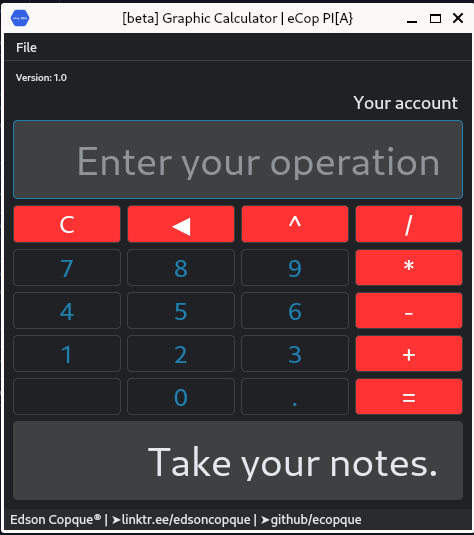 [beta] Graphic Calculator | eCop PI[A]
File
Version: 1.0
Your account
Enter your operation
C ◀ ^ /
7 8 9 *
4 5 6 -
1 2 3 +
0 . =
Take your notes.
Edson Copque® | ➤linktr.ee/edsoncopque | ➤github/ecopque